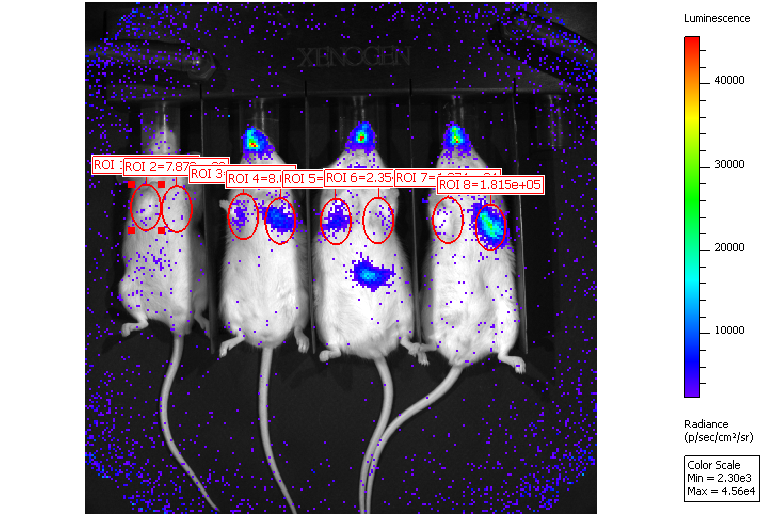 Luminescence
XENOGEN
40000
30000
20000
10000
ROI
ROI 2=7.87
ROI 3
ROI 4=8.
ROI 5=
ROI 6=2.35
ROI 7=
ROI 8=1.815e+05
Radiance
(p/sec/cm²/sr)
Color Scale
Min = 2.30e3
Max = 4.56e4